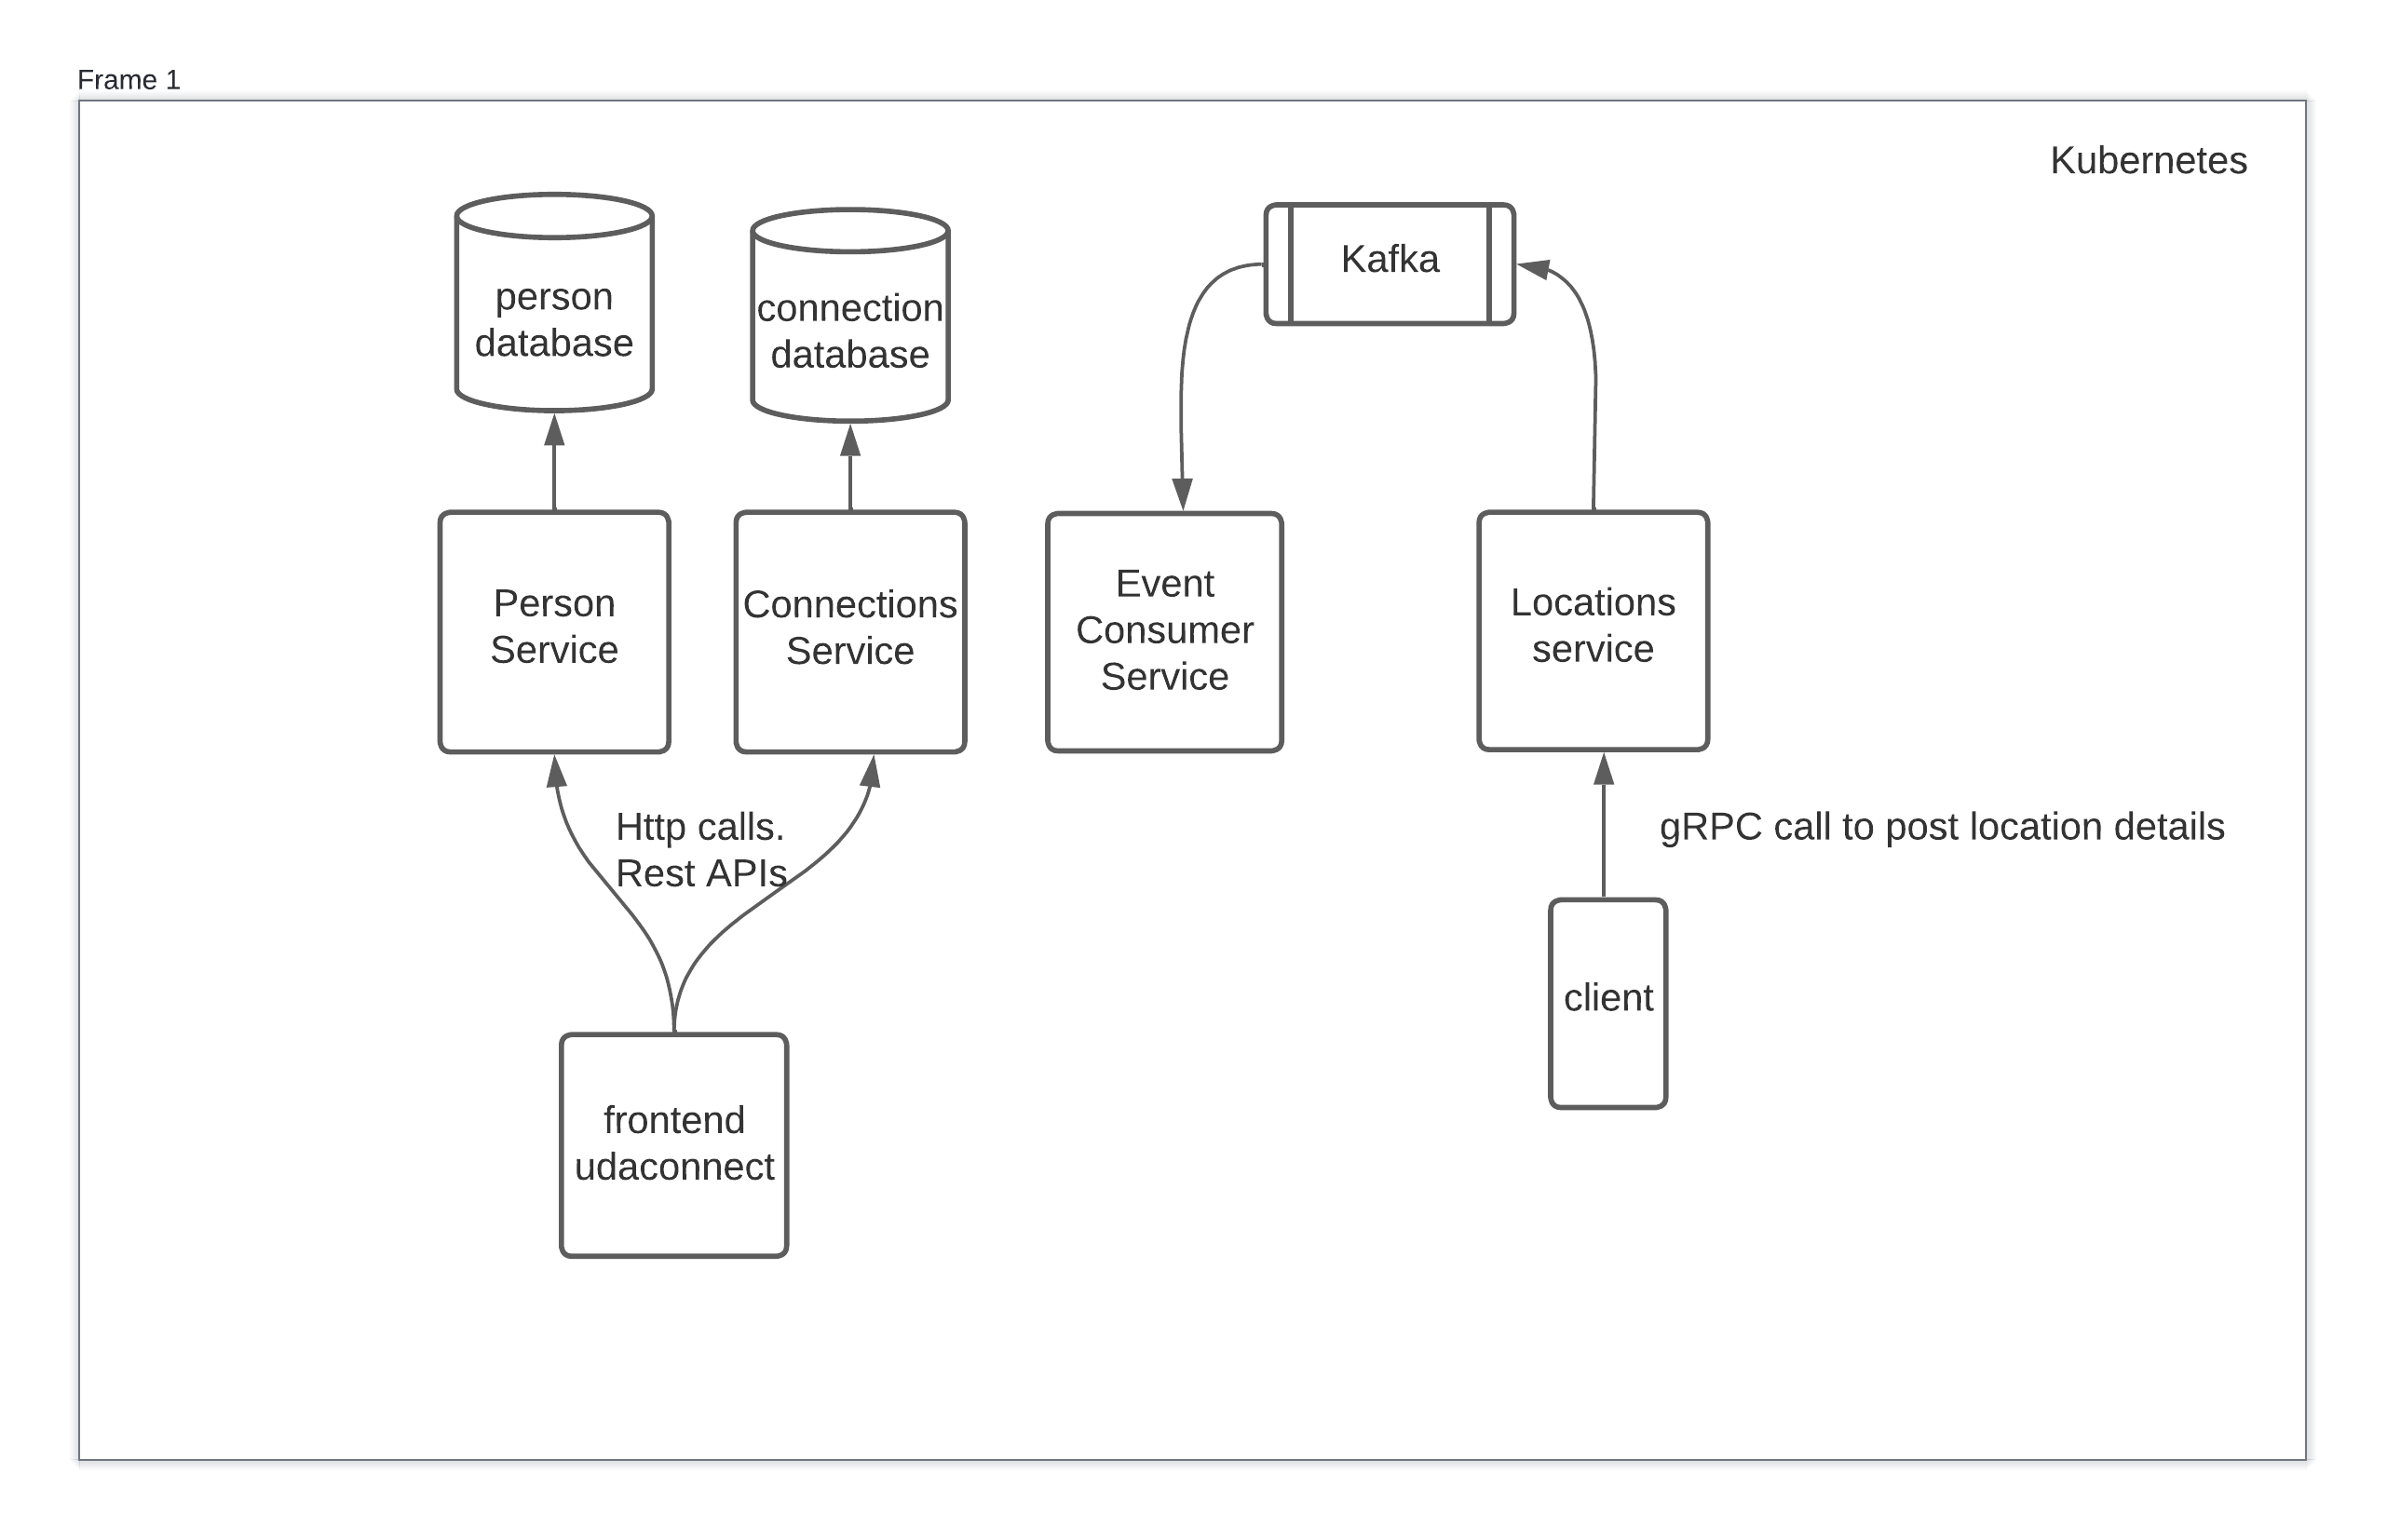 Frame 1
Kubernetes
person
database
connection
database
Kafka
Person
Service
Connections
Service
Event
Consumer
Service
Locations
service
Http calls.
Rest APIs
gRPC call to post location details
client
frontend
udaconnect